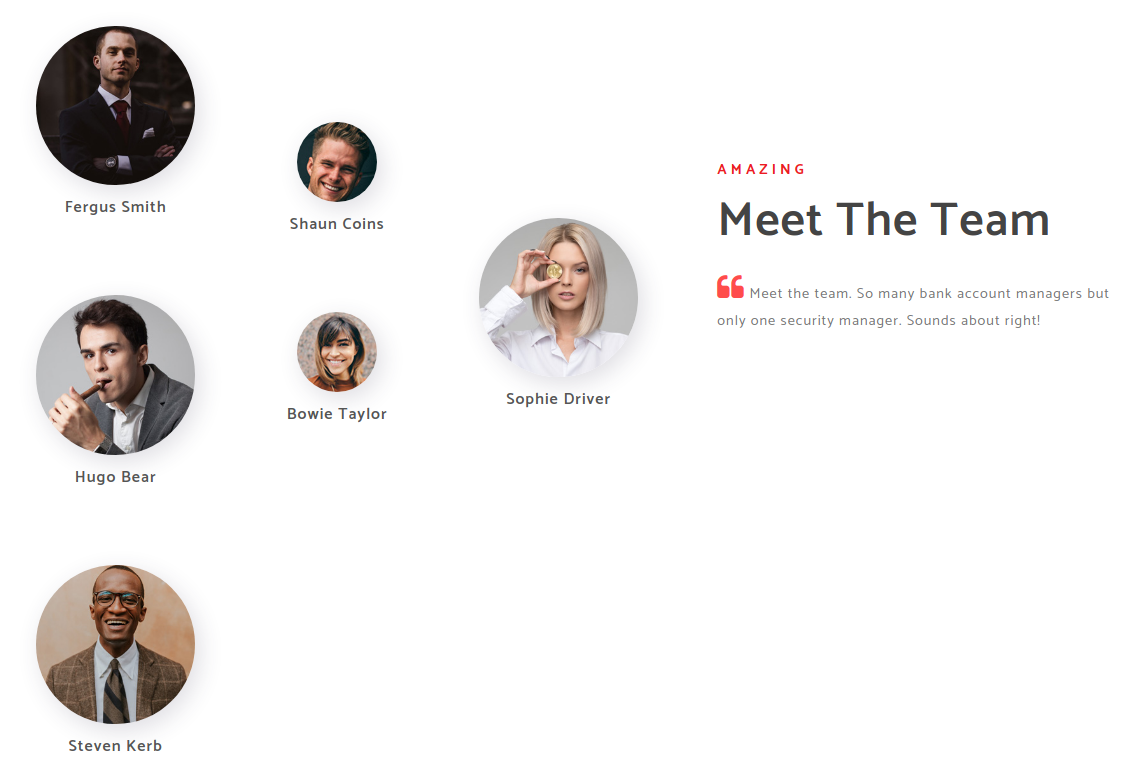 Fergus Smith
Shaun Coins
Hugo Bear
Bowie Taylor
Sophie Driver
Steven Kerb
AMAZING
Meet The Team
❝ Meet the team. So many bank account managers but
only one security manager. Sounds about right!